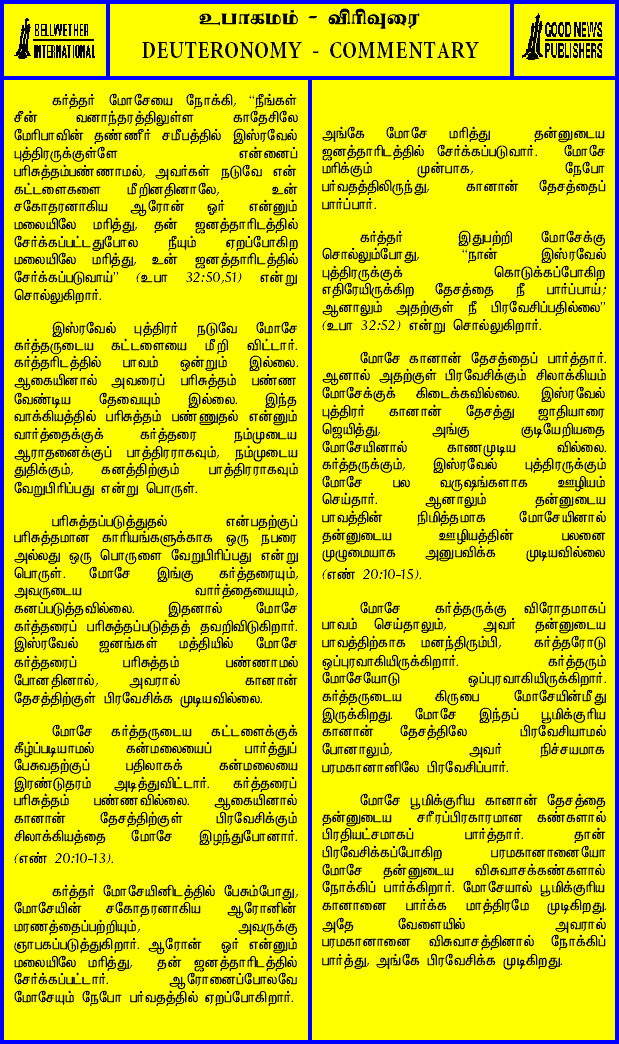 BELLWETHER
INTERNATIONAL
உபாகமம் - விரிவுரை
DEUTERONOMY - COMMENTARY
GOOD NEWS
PUBLISHERS
கர்த்தர் மோசேயை நோக்கி, “நீங்கள்
சீன் வனாந்தரத்திலுள்ள காதேசிலே
மேரிபாவின் தண்ணீர் சமீபத்தில் இஸ்ரவேல்
புத்திரருக்குள்ளே என்னைப்
பரிசுத்தம்பண்ணாமல், அவர்கள் நடுவே என்
கட்டளைகளை மீறினதினாலே, உன்
சகோதரனாகிய ஆரோன் ஓர் என்னும்
மலையிலே மரித்து, தன் ஜனத்தாரிடத்தில்
சேர்க்கப்பட்டதுபோல நீயும் ஏறப்போகிற
மலையிலே மரித்து, உன் ஜனத்தாரிடத்தில்
சேர்க்கப்படுவாய்” (உபா 32:50,51) என்று
சொல்லுகிறார்.
இஸ்ரவேல் புத்திரர் நடுவே மோசே
கர்த்தருடைய கட்டளையை மீறி விட்டார்.
கர்த்தரிடத்தில் பாவம் ஒன்றும் இல்லை.
ஆகையினால் அவரைப் பரிசுத்தம் பண்ண
வேண்டிய தேவையும் இல்லை. இந்த
வாக்கியத்தில் பரிசுத்தம் பண்ணுதல் என்னும்
வார்த்தைக்குக் கர்த்தரை நம்முடைய
ஆராதனைக்குப் பாத்திரராகவும், நம்முடைய
துதிக்கும், கனத்திற்கும் பாத்திரராகவும்
வேறுபிரிப்பது என்று பொருள்.
பரிசுத்தப்படுத்துதல் என்பதற்குப்
பரிசுத்தமான காரியங்களுக்காக ஒரு நபரை
அல்லது ஒரு பொருளை வேறுபிரிப்பது என்று
பொருள். மோசே இங்கு கர்த்தரையும்,
அவருடைய வார்த்தையையும்,
கனப்படுத்தவில்லை. இதனால் மோசே
கர்த்தரைப் பரிசுத்தப்படுத்தத் தவறிவிடுகிறார்.
இஸ்ரவேல் ஜனங்கள் மத்தியில் மோசே
கர்த்தரைப் பரிசுத்தம் பண்ணாமல்
போனதினால், அவரால் கானான்
தேசத்திற்குள் பிரவேசிக்க முடியவில்லை.
மோசே கர்த்தருடைய கட்டளைக்குக்
கீழ்ப்படியாமல் கன்மலையைப் பார்த்துப்
பேசுவதற்குப் பதிலாகக் கன்மலையை
இரண்டுதரம் அடித்துவிட்டார். கர்த்தரைப்
பரிசுத்தம் பண்ணவில்லை. ஆகையினால்
கானான் தேசத்திற்குள் பிரவேசிக்கும்
சிலாக்கியத்தை மோசே இழந்துபோனார்.
(எண் 20:10-13).
கர்த்தர் மோசேயினிடத்தில் பேசும்போது,
மோசேயின் சகோதரனாகிய ஆரோனின்
மரணத்தைப்பற்றியும், அவருக்கு
ஞாபகப்படுத்துகிறார். ஆரோன் ஓர் என்னும்
மலையிலே மரித்து, தன் ஜனத்தாரிடத்தில்
சேர்க்கப்பட்டார். ஆரோனைப்போலவே
மோசேயும் நேபோ பர்வதத்தில் ஏறப்போகிறார்.
அங்கே மோசே மரித்து தன்னுடைய
ஜனத்தாரிடத்தில் சேர்க்கப்படுவார். மோசே
மரிக்கும் முன்பாக, நேபோ
பர்வதத்திலிருந்து, கானான் தேசத்தைப்
பார்ப்பார்.
கர்த்தர் இதுபற்றி மோசேக்கு
சொல்லும்போது, “நான் இஸ்ரவேல்
புத்திரருக்குக் கொடுக்கப்போகிற
எதிரேயிருக்கிற தேசத்தை நீ பார்ப்பாய்;
ஆனாலும் அதற்குள் நீ பிரவேசிப்பதில்லை”
(உபா 32:52) என்று சொல்லுகிறார்.
மோசே கானான் தேசத்தைப் பார்த்தார்.
ஆனால் அதற்குள் பிரவேசிக்கும் சிலாக்கியம்
மோசேக்குக் கிடைக்கவில்லை. இஸ்ரவேல்
புத்திரர் கானான் தேசத்து ஜாதியாரை
ஜெயித்து, அங்கு குடியேறியதை
மோசேயினால் காணமுடிய வில்லை.
கர்த்தருக்கும், இஸ்ரவேல் புத்திரருக்கும்
மோசே பல வருஷங்களாக ஊழியம்
செய்தார். ஆனாலும் தன்னுடைய
பாவத்தின் நிமித்தமாக மோசேயினால்
தன்னுடைய ஊழியத்தின் பலனை
முழுமையாக அனுபவிக்க முடியவில்லை
(எண் 20:10-15).
மோசே கர்த்தருக்கு விரோதமாகப்
பாவம் செய்தாலும், அவர் தன்னுடைய
பாவத்திற்காக மனந்திரும்பி, கர்த்தரோடு
ஒப்புரவாகியிருக்கிறார். கர்த்தரும்
மோசேயோடு ஒப்புரவாகியிருக்கிறார்.
கர்த்தருடைய கிருபை மோசேயின்மீது
இருக்கிறது. மோசே இந்தப் பூமிக்குரிய
கானான் தேசத்திலே பிரவேசியாமல்
போனாலும், அவர் நிச்சயமாக
பரமகானானிலே பிரவேசிப்பார்.
மோசே பூமிக்குரிய கானான் தேசத்தை
தன்னுடைய சரீரப்பிரகாரமான கண்களால்
பிரதியட்சமாகப் பார்த்தார். தான்
பிரவேசிக்கப்போகிற பரமகானானையோ
மோசே தன்னுடைய விசுவாசக்கண்களால்
நோக்கிப் பார்க்கிறார். மோசேயால் பூமிக்குரிய
கானானை பார்க்க மாத்திரமே முடிகிறது.
அதே வேளையில் அவரால்
பரமகானானை விசுவாசத்தினால் நோக்கிப்
பார்த்து, அங்கே பிரவேசிக்க முடிகிறது.